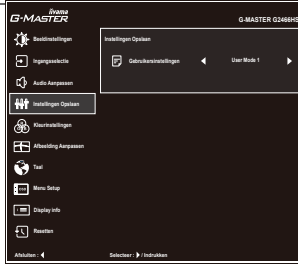 iiyama
G-MASTER
G-MASTER G2466HS
Beeldinstellingen
Instellingen Opslaan
Ingangsselectie
Gebruikersinstellingen
User Mode 1
Audio Aanpassen
Instellingen Opslaan
Kleurinstellingen
Afbeelding Aanpassen
Taal
Menu Setup
Display info
Resetten
Afsluiten :
Selecteer : / Indrukken